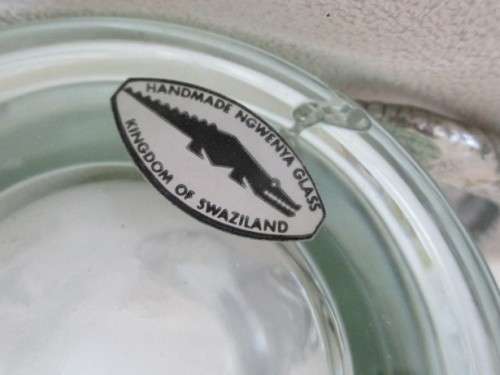 HANDMADE NGWENYA GLASS
KINGDOM OF SWAZILAND